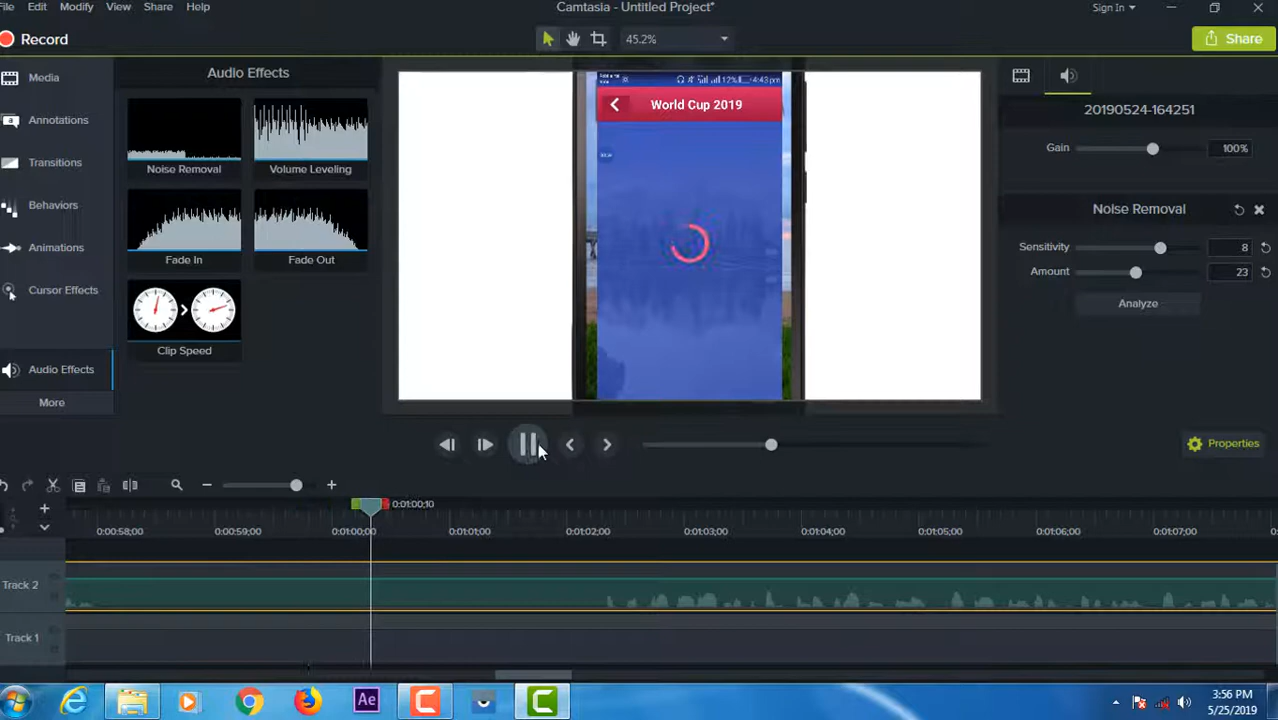 File Edit Modify View Share Help
Camtasia - Untitled Project*
Sign In
Record
45.2%
Share
Media
Annotations
Transitions
Behaviors
Animations
Cursor Effects
Audio Effects
More
Audio Effects
Noise Removal
Volume Leveling
Fade In
Fade Out
Clip Speed
12% 4:43 pm
World Cup 2019
20190524-164251
Gain 100%
Noise Removal
Sensitivity 8
Amount 23
Analyze
Properties
0:01:00;10
0:00:58;00 0:00:59;00 0:01:00;00 0:01:01;00 0:01:02;00 0:01:03;00 0:01:04;00 0:01:05;00 0:01:06;00 0:01:07;00
Track 2
Track 1
Ae
3:56 PM
5/25/2019